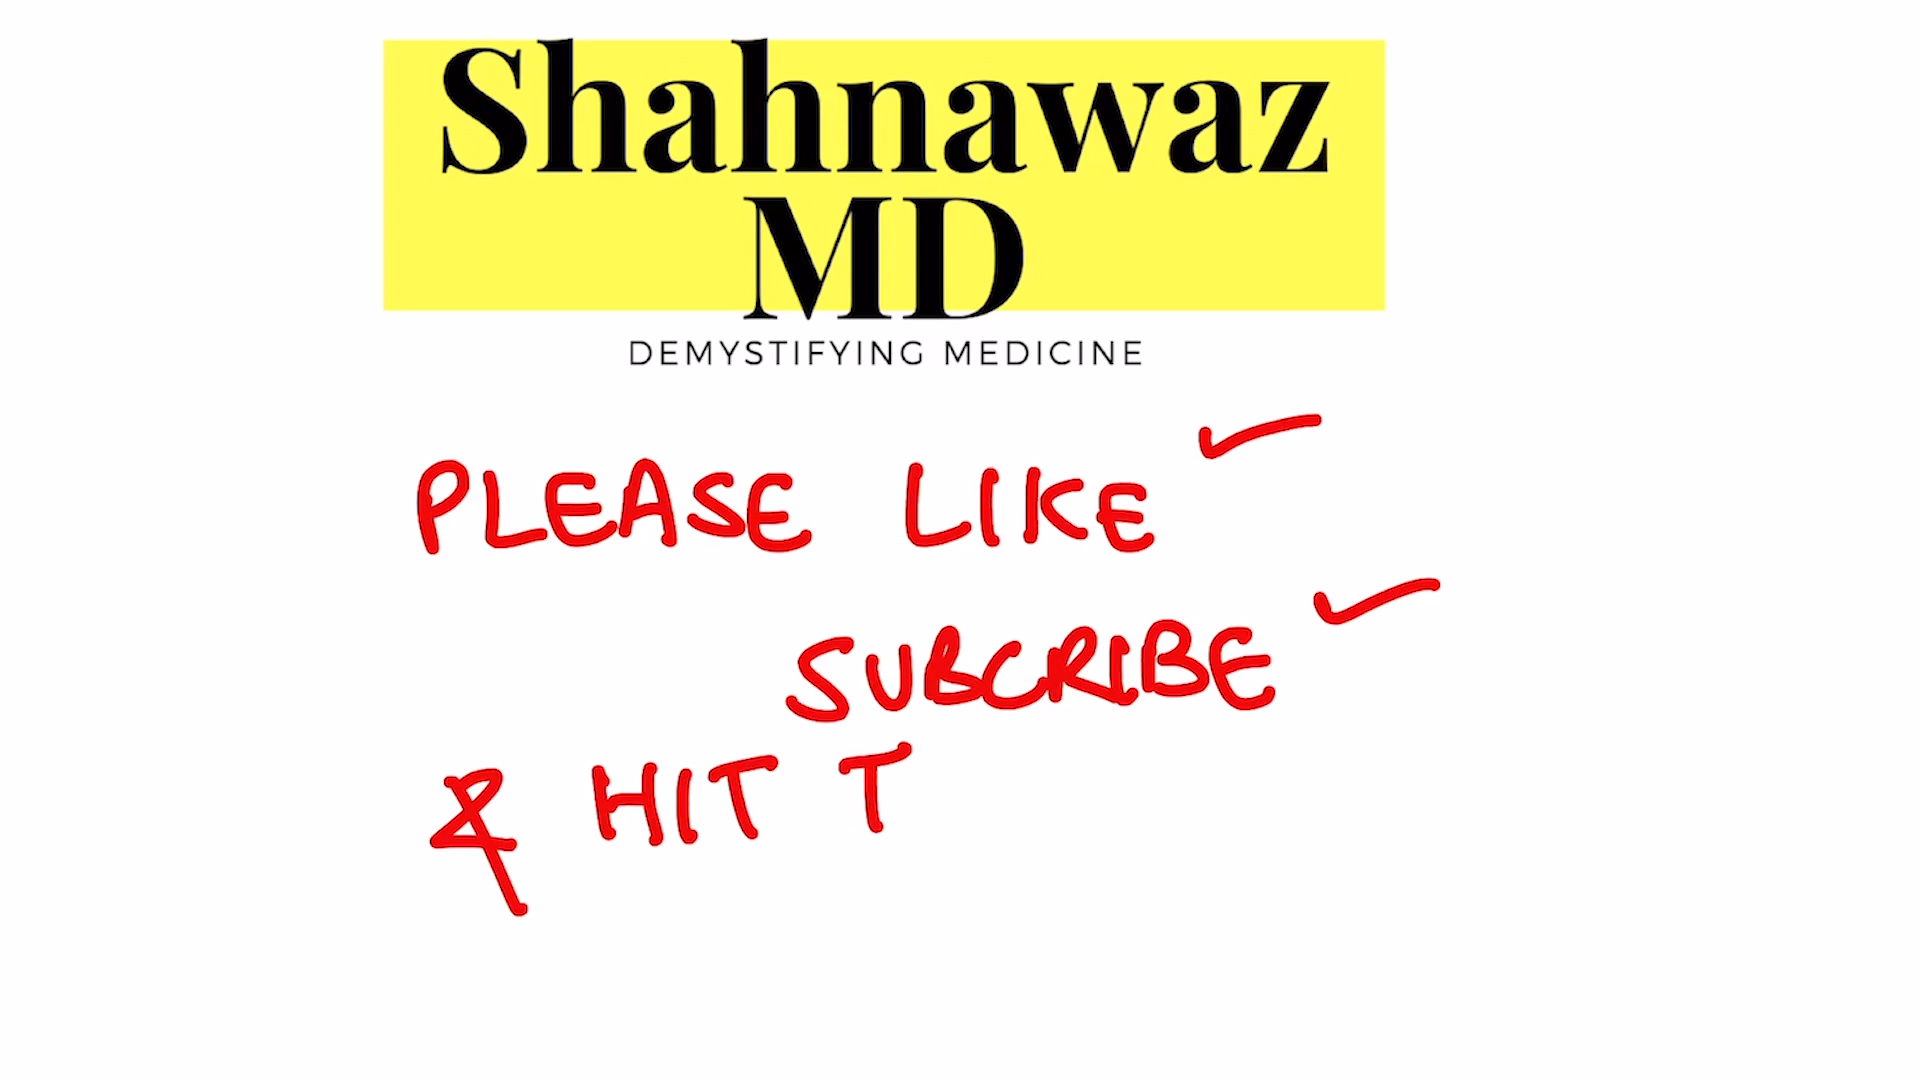 Shahnawaz
MD
DEMYSTIFYING MEDICINE
PLEASE LIKE
SUBCRIBE
& HIT T